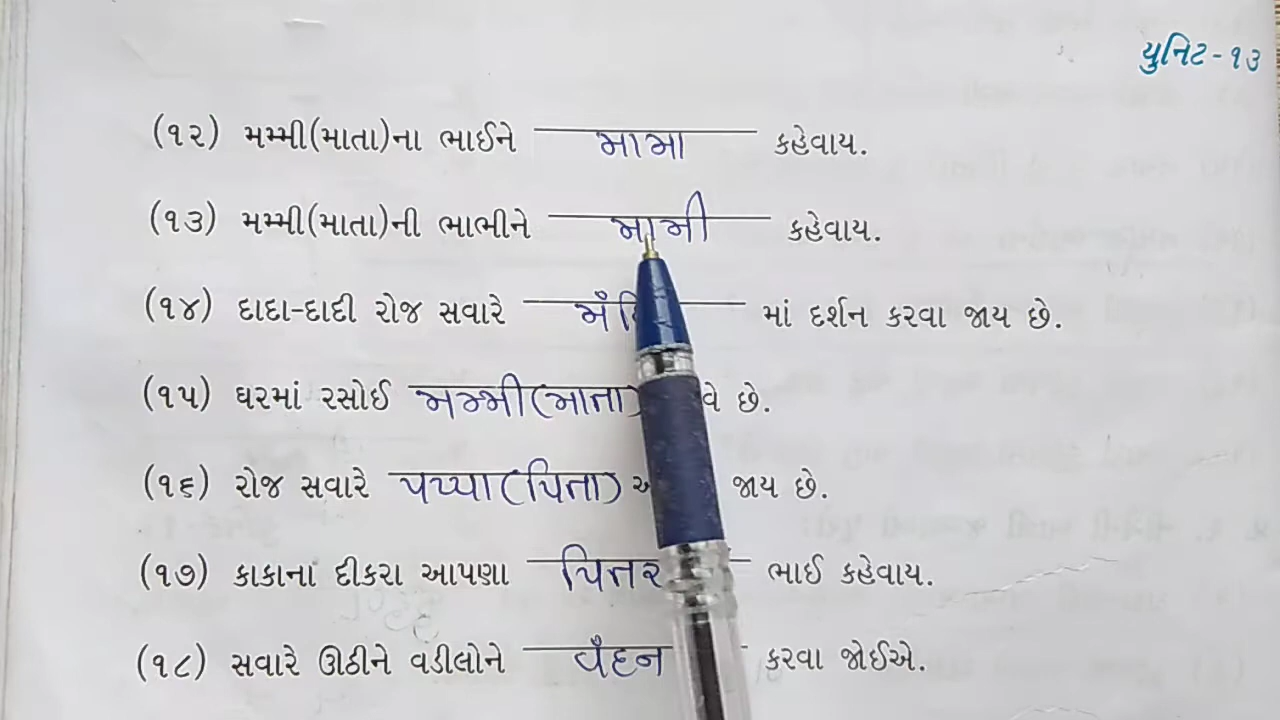 યુનિટ - ૧૩
(૧૨) મમ્મી(માતા)ના ભાઈને મામા કહેવાય.
(૧૩) મમ્મી(માતા)ની ભાભીને મામી કહેવાય.
(૧૪) દાદા-દાદી રોજ સવારે માં દર્શન કરવા જાય છે.
(૧૫) ઘરમાં રસોઈ મમ્મી(માતા) છે.
(૧૬) રોજ સવારે પપ્પા(પિતા) જાય છે.
(૧૭) કાકાના દીકરા આપણા ભાઈ કહેવાય.
(૧૮) સવારે ઊઠીને વડીલોને વંદન કરવા જોઈએ.